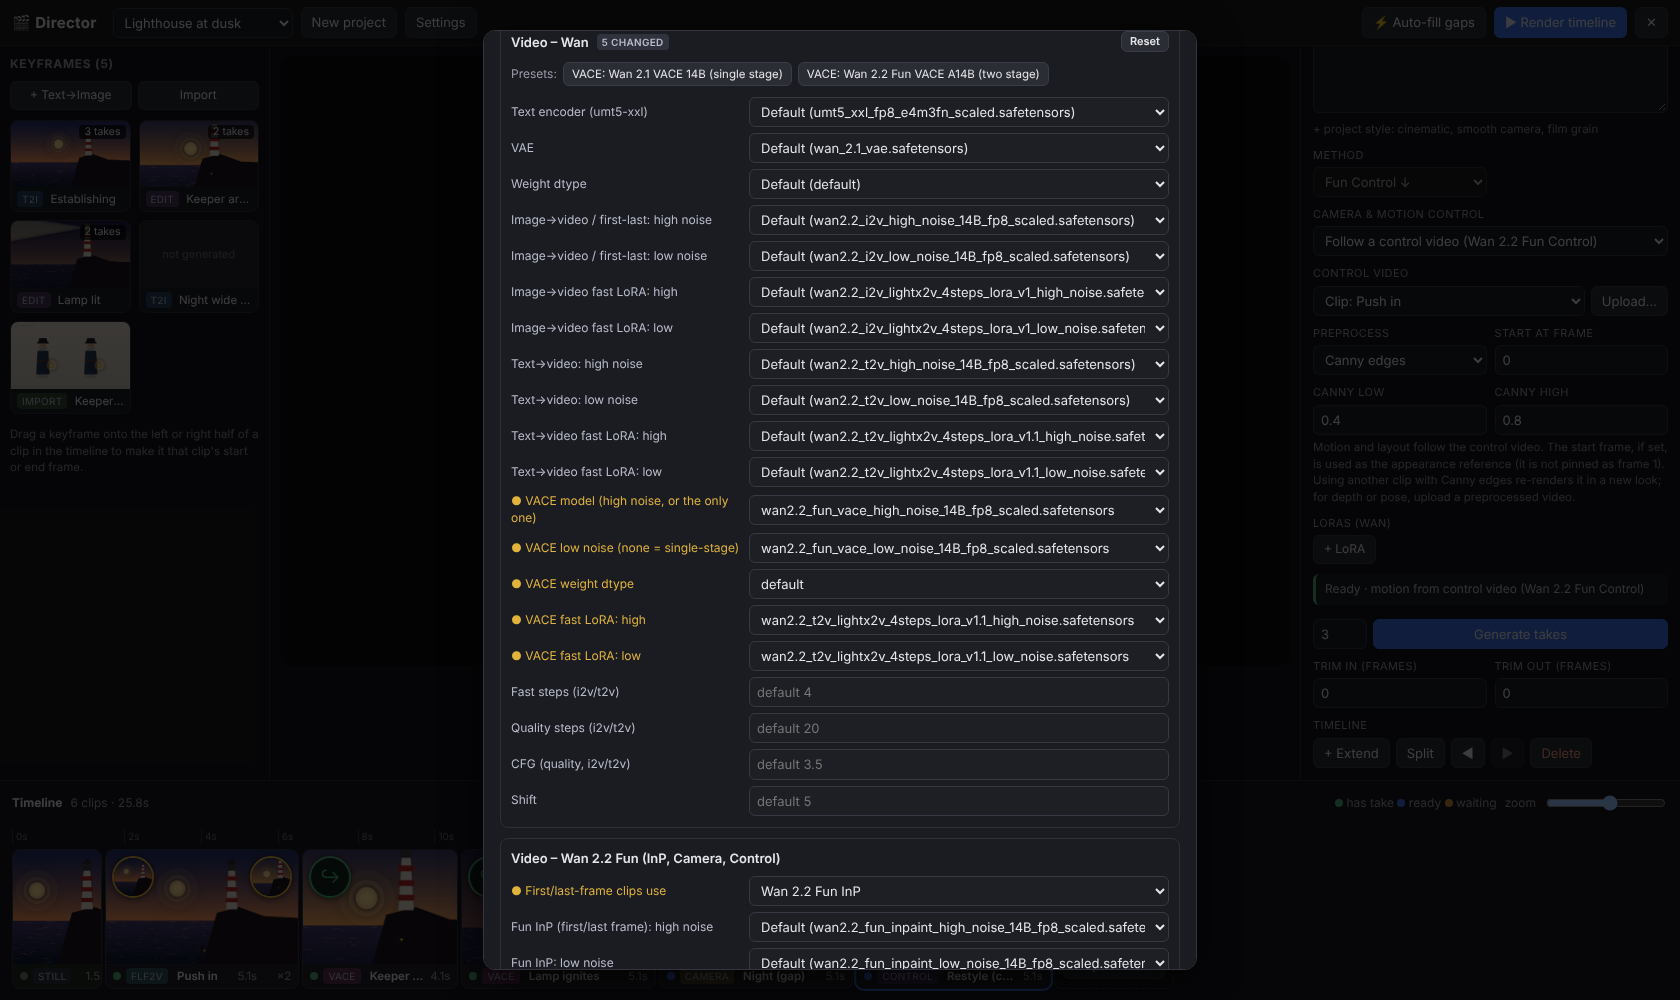 🎬 Director
Lighthouse at dusk
New project
Settings
⚡ Auto-fill gaps
▶ Render timeline
✕
KEYFRAMES (5)
+ Text→Image
Import
3 takes
2 takes
T2I Establishing
EDIT Keeper ar...
2 takes
not generated
EDIT Lamp lit
T2I Night wide ...
IMPORT Keeper...
Drag a keyframe onto the left or right half of a
clip in the timeline to make it that clip's start
or end frame.
Video – Wan 5 CHANGED
Reset
Presets: VACE: Wan 2.1 VACE 14B (single stage) VACE: Wan 2.2 Fun VACE A14B (two stage)
Text encoder (umt5-xxl) Default (umt5_xxl_fp8_e4m3fn_scaled.safetensors)
VAE Default (wan_2.1_vae.safetensors)
Weight dtype Default (default)
Image→video / first-last: high noise Default (wan2.2_i2v_high_noise_14B_fp8_scaled.safetensors)
Image→video / first-last: low noise Default (wan2.2_i2v_low_noise_14B_fp8_scaled.safetensors)
Image→video fast LoRA: high Default (wan2.2_i2v_lightx2v_4steps_lora_v1_high_noise.safete
Image→video fast LoRA: low Default (wan2.2_i2v_lightx2v_4steps_lora_v1_low_noise.safeten
Text→video: high noise Default (wan2.2_t2v_high_noise_14B_fp8_scaled.safetensors)
Text→video: low noise Default (wan2.2_t2v_low_noise_14B_fp8_scaled.safetensors)
Text→video fast LoRA: high Default (wan2.2_t2v_lightx2v_4steps_lora_v1.1_high_noise.safet
Text→video fast LoRA: low Default (wan2.2_t2v_lightx2v_4steps_lora_v1.1_low_noise.safete
● VACE model (high noise, or the only
one)
wan2.2_fun_vace_high_noise_14B_fp8_scaled.safetensors
● VACE low noise (none = single-stage) wan2.2_fun_vace_low_noise_14B_fp8_scaled.safetensors
● VACE weight dtype default
● VACE fast LoRA: high wan2.2_t2v_lightx2v_4steps_lora_v1.1_high_noise.safetensors
● VACE fast LoRA: low wan2.2_t2v_lightx2v_4steps_lora_v1.1_low_noise.safetensors
Fast steps (i2v/t2v) default 4
Quality steps (i2v/t2v) default 20
CFG (quality, i2v/t2v) default 3.5
Shift default 5
Video – Wan 2.2 Fun (InP, Camera, Control)
● First/last-frame clips use Wan 2.2 Fun InP
Fun InP (first/last frame): high noise Default (wan2.2_fun_inpaint_high_noise_14B_fp8_scaled.safete
Fun InP: low noise Default (wan2.2_fun_inpaint_low_noise_14B_fp8_scaled.safeter
+ project style: cinematic, smooth camera, film grain
METHOD
Fun Control ↓
CAMERA & MOTION CONTROL
Follow a control video (Wan 2.2 Fun Control)
CONTROL VIDEO
Clip: Push in
Upload...
PREPROCESS START AT FRAME
Canny edges 0
CANNY LOW CANNY HIGH
0.4 0.8
Motion and layout follow the control video. The start frame, if set,
is used as the appearance reference (it is not pinned as frame 1).
Using another clip with Canny edges re-renders it in a new look;
for depth or pose, upload a preprocessed video.
LORAS (WAN)
+ LoRA
Ready · motion from control video (Wan 2.2 Fun Control)
3 Generate takes
TRIM IN (FRAMES) TRIM OUT (FRAMES)
0 0
TIMELINE
+ Extend Split ◀ ▶ Delete
Timeline 6 clips · 25.8s
has take ready waiting zoom
0s 2s 4s 6s 8s 10s
STILL 1.5
FLF2V Push in 5.1s ×2
VACE Keeper ... 4.1s
VACE Lamp ignites 5.1s
CAMERA Night (gap) 5.1s
CONTROL Restyle (c... 5.1s